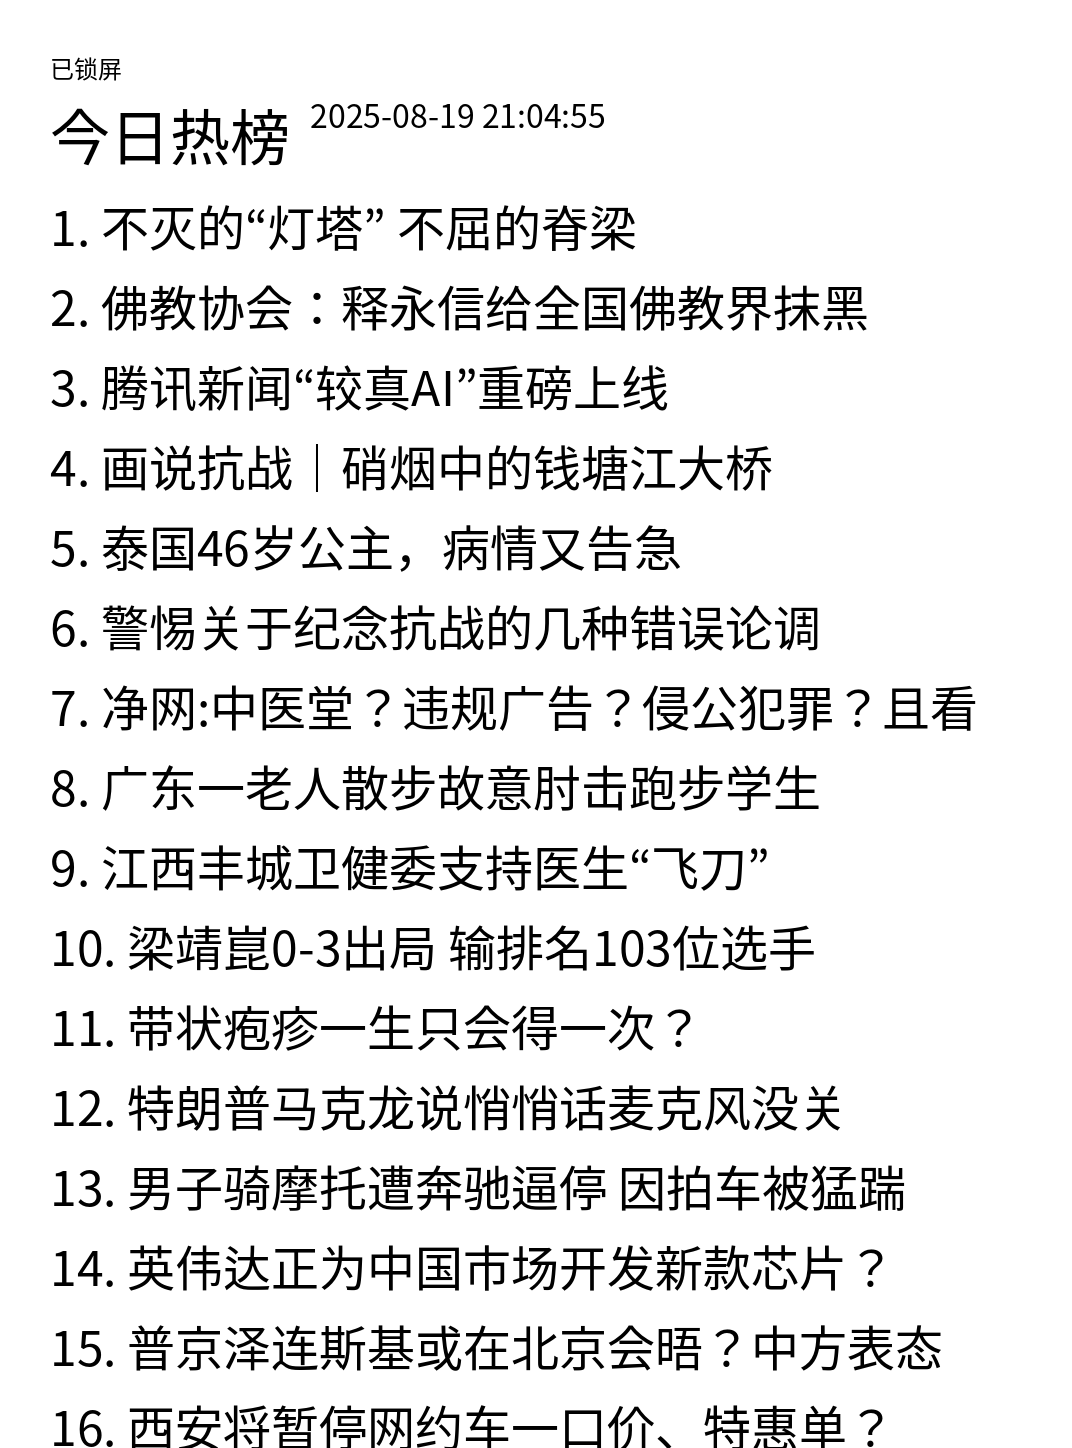 已锁屏
今日热榜 2025-08-19 21:04:55
1. 不灭的“灯塔” 不屈的脊梁
2. 佛教协会：释永信给全国佛教界抹黑
3. 腾讯新闻“较真AI”重磅上线
4. 画说抗战｜硝烟中的钱塘江大桥
5. 泰国46岁公主，病情又告急
6. 警惕关于纪念抗战的几种错误论调
7. 净网:中医堂？违规广告？侵公犯罪？且看
8. 广东一老人散步故意肘击跑步学生
9. 江西丰城卫健委支持医生“飞刀”
10. 梁靖崑0-3出局 输排名103位选手
11. 带状疱疹一生只会得一次？
12. 特朗普马克龙说悄悄话麦克风没关
13. 男子骑摩托遭奔驰逼停 因拍车被猛踹
14. 英伟达正为中国市场开发新款芯片？
15. 普京泽连斯基或在北京会晤？中方表态
16. 西安将暂停网约车一口价、特惠单？